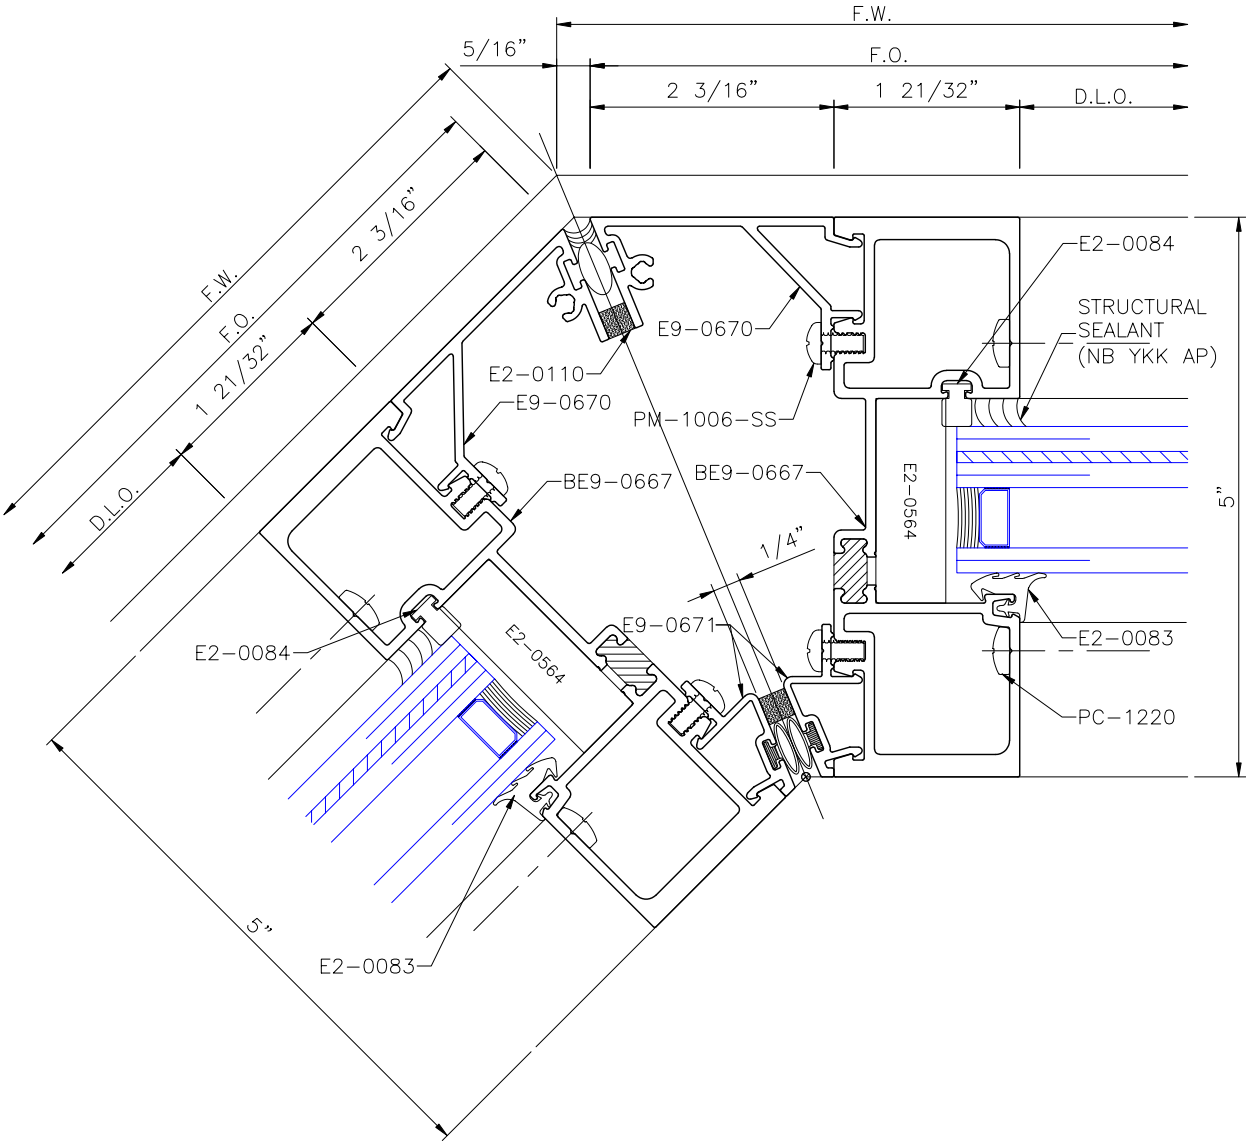 F.W.
5/16”
F.O.
2 3/16”
1 21/32”
D.L.O.
2 3/16”
F.W.
F.O.
1 21/32”
D.L.O.
E2-0084
STRUCTURAL
SEALANT
(NB YKK AP)
E9-0670
E2-0110
E9-0670
PM-1006-SS
BE9-0667
BE9-0667
E2-0564
5”
1/4”
E9-0671
E2-0084
E2-0564
E2-0083
PC-1220
5”
E2-0083